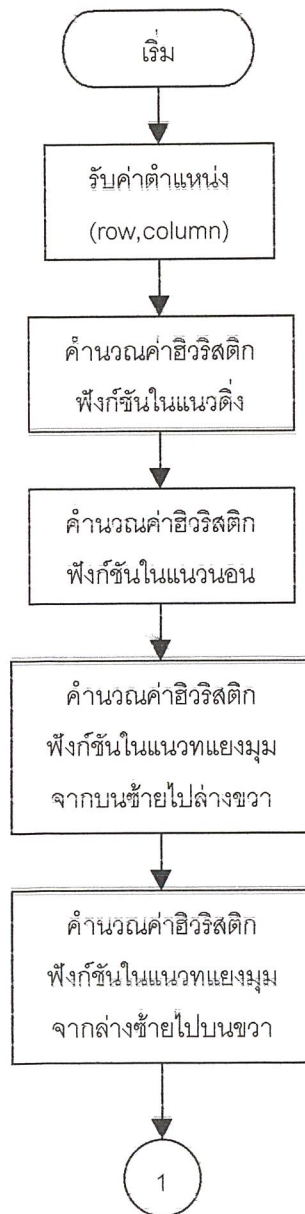 เริ่ม
รับค่าตำแหน่ง
(row,column)
คำนวณค่าฮิวริสติก
ฟังก์ชันในแนวดิ่ง
คำนวณค่าฮิวริสติก
ฟังก์ชันในแนวนอน
คำนวณค่าฮิวริสติก
ฟังก์ชันในแนวทแยงมุม
จากบนซ้ายไปล่างขวา
คำนวณค่าฮิวริสติก
ฟังก์ชันในแนวทแยงมุม
จากล่างซ้ายไปบนขวา
1